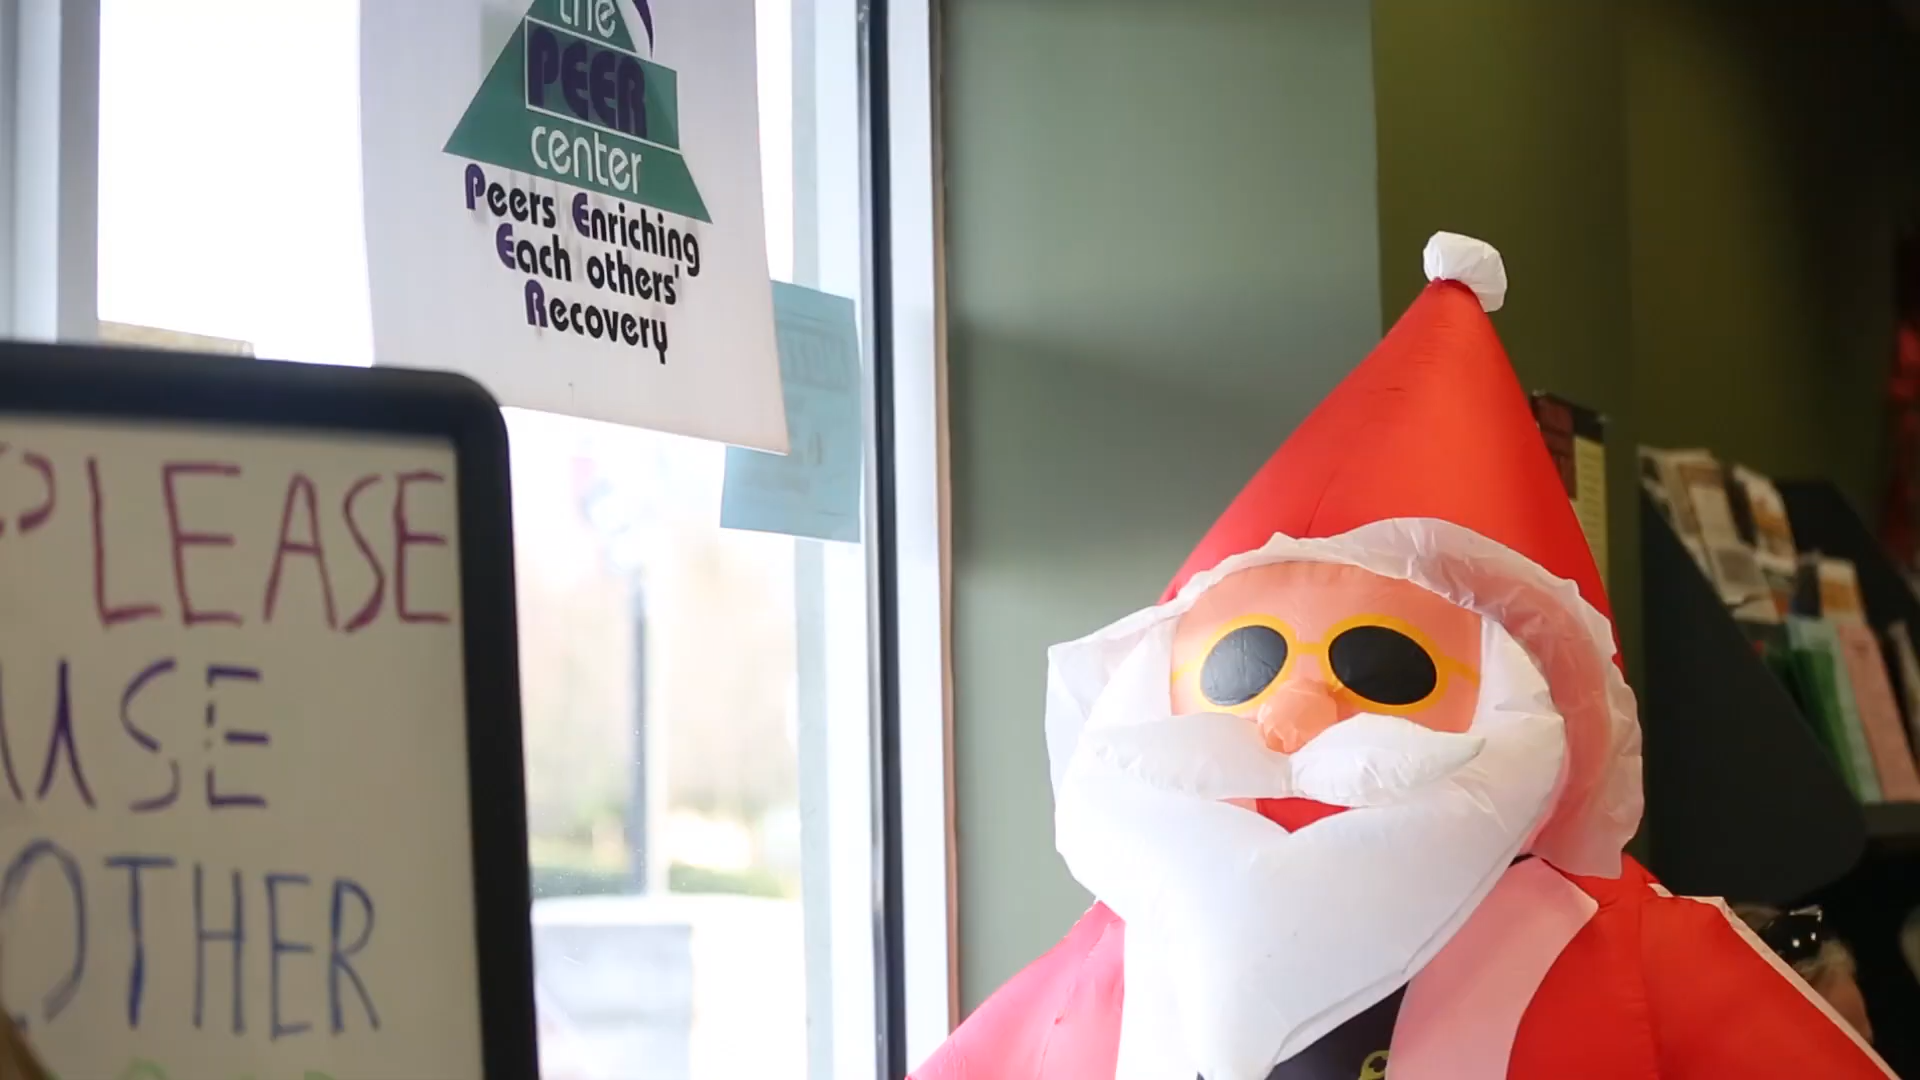 the
PEER
center
Peers Enriching
Each others'
Recovery
PLEASE
USE
OTHER